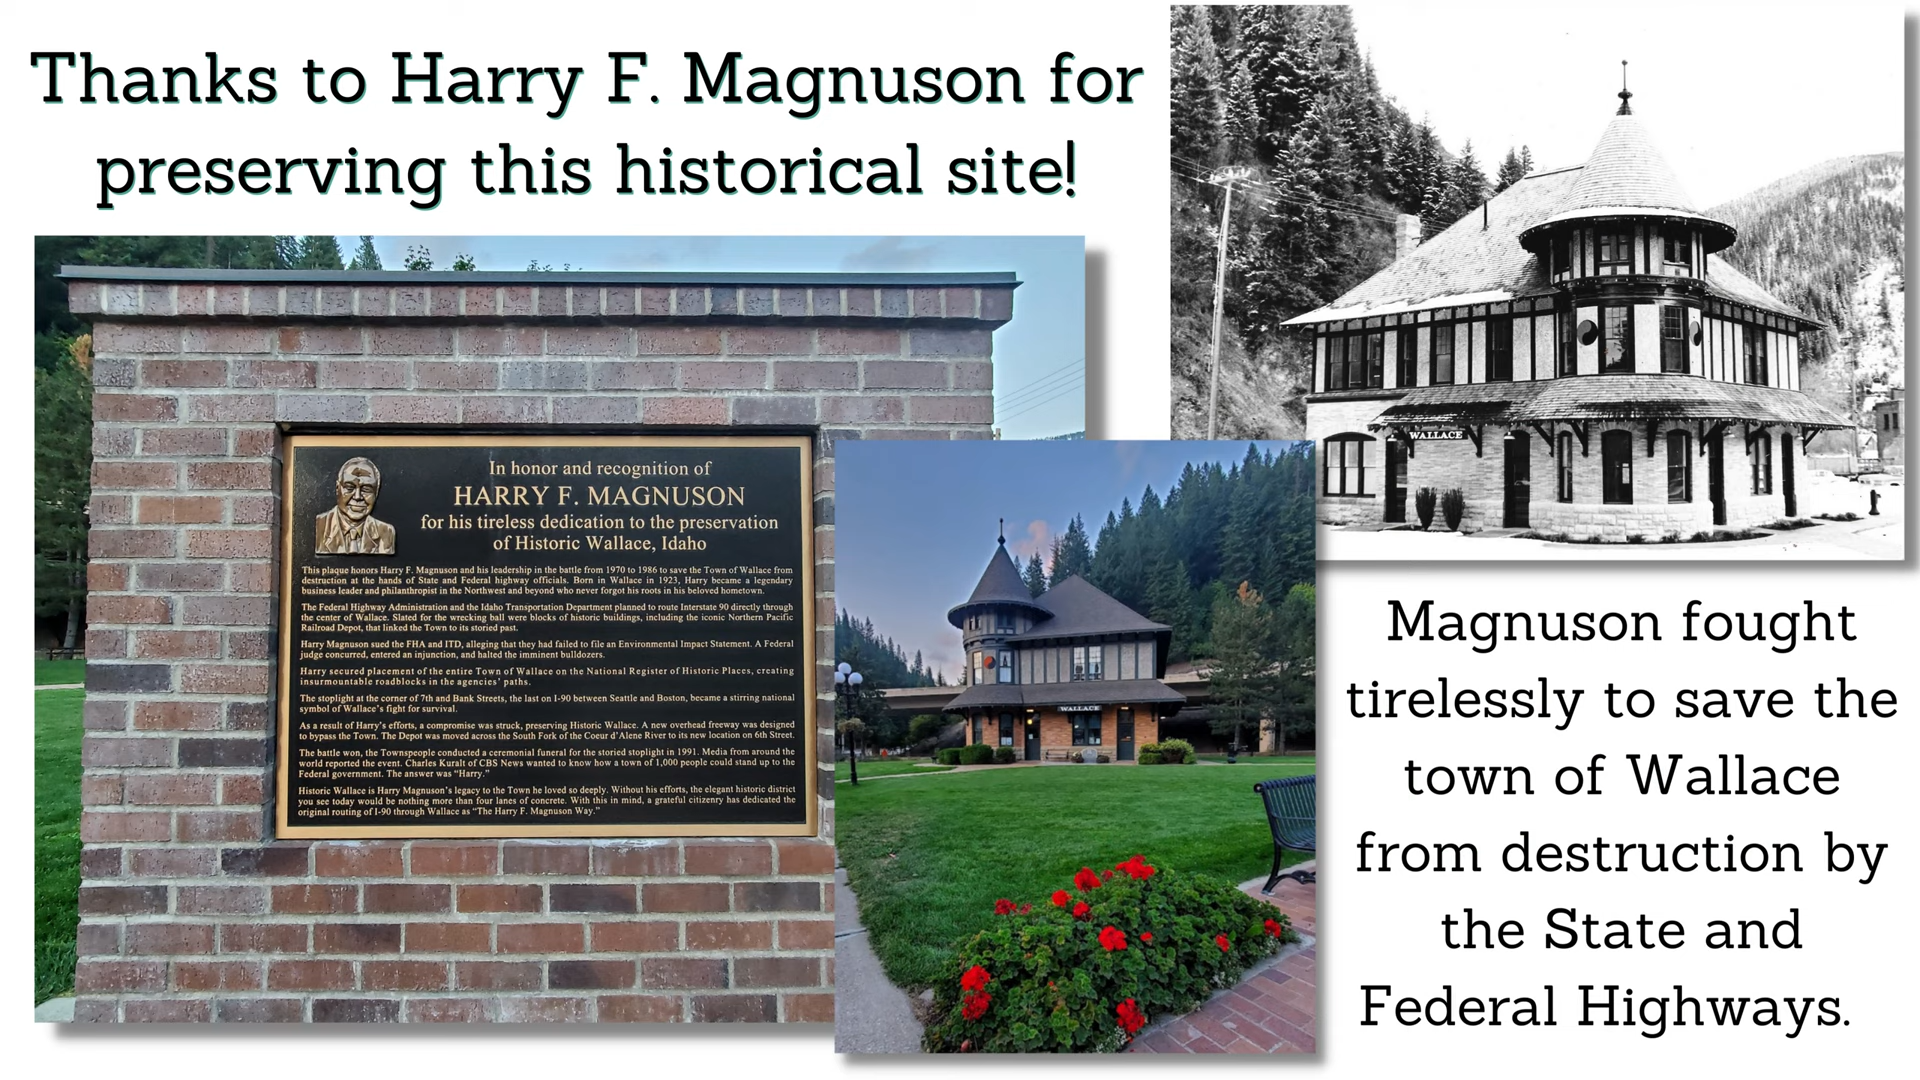 Thanks to Harry F. Magnuson for
preserving this historical site!
In honor and recognition of
HARRY F. MAGNUSON
for his tireless dedication to the preservation
of Historic Wallace, Idaho
This plaque honors Harry F. Magnuson and his leadership in the battle from 1970 to 1986 to save the Town of Wallace from
destruction at the hands of State and Federal highway officials. Born in Wallace in 1923, Harry became a legendary
business leader and philanthropist in the Northwest and beyond who never forgot his roots in his beloved hometown.
The Federal Highway Administration and the Idaho Transportation Department planned to route Interstate 90 directly through
the center of Wallace. Slated for the wrecking ball were blocks of historic buildings, including the iconic Northern Pacific
Railroad Depot, that linked the Town to its storied past.
Harry Magnuson sued the FHA and ITD, alleging that they had failed to file an Environmental Impact Statement. A Federal
judge concurred, entered an injunction, and halted the imminent bulldozers.
Harry secured placement of the entire Town of Wallace on the National Register of Historic Places, creating
insurmountable roadblocks in the agencies' paths.
The stoplight at the corner of 7th and Bank Streets, the last on I-90 between Seattle and Boston, became a stirring national
symbol of Wallace's fight for survival.
As a result of Harry's efforts, a compromise was struck, preserving Historic Wallace. A new overhead freeway was designed
to bypass the Town. The Depot was moved across the South Fork of the Coeur d'Alene River to its new location on 6th Street.
The battle won, the Townspeople conducted a ceremonial funeral for the storied stoplight in 1991. Media from around the
world reported the event. Charles Kuralt of CBS News wanted to know how a town of 1,000 people could stand up to the
Federal government. The answer was "Harry."
Historic Wallace is Harry Magnuson's legacy to the Town he loved so deeply. Without his efforts, the elegant historic district
you see today would be nothing more than four lanes of concrete. With this in mind, a grateful citizenry has dedicated the
original routing of I-90 through Wallace as "The Harry F. Magnuson Way."
WALLACE
WALLACE
Magnuson fought
tirelessly to save the
town of Wallace
from destruction by
the State and
Federal Highways.